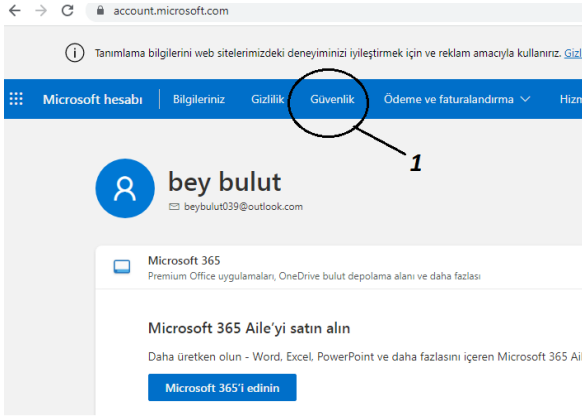 account.microsoft.com
Tanımlama bilgilerini web sitelerimizdeki deneyiminizi iyileştirmek için ve reklam amacıyla kullanırız. Gizl
Microsoft hesabı Bilgileriniz Gizlilik Güvenlik Ödeme ve faturalandırma Hizm
1
bey bulut
beybulut039@outlook.com
Microsoft 365
Premium Office uygulamaları, OneDrive bulut depolama alanı ve daha fazlası
Microsoft 365 Aile'yi satın alın
Daha üretken olun - Word, Excel, PowerPoint ve daha fazlasını içeren Microsoft 365 Ail
Microsoft 365'i edinin